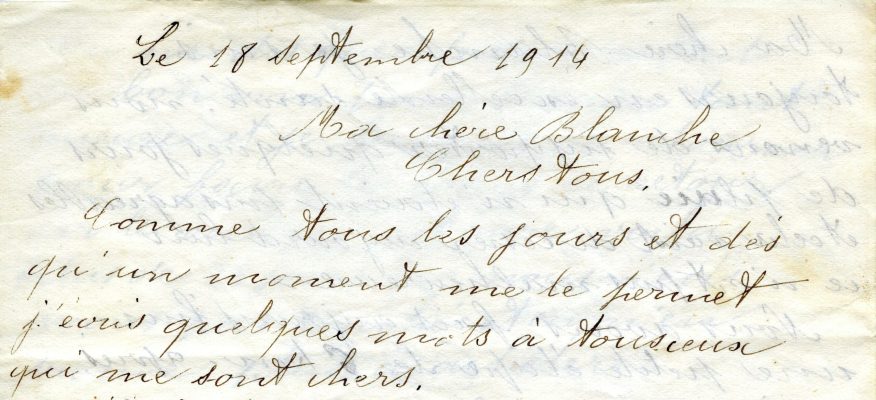 Le 18 septembre 1914
Ma chère Blanche
Chers tous.
Comme tous les jours et dés
qu'un moment me le permet
j'écris quelques mots à tous ceux
qui me sont chers.